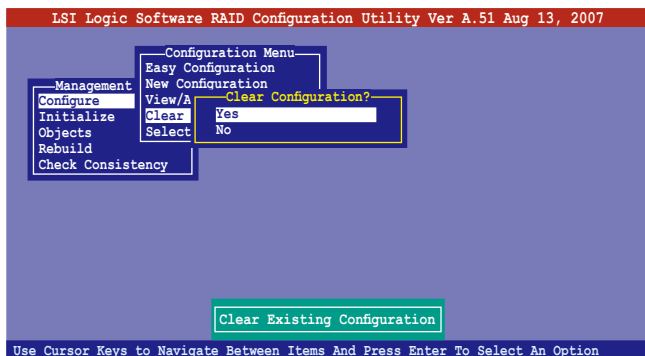 LSI Logic Software RAID Configuration Utility Ver A.51 Aug 13, 2007
Configuration Menu
Easy Configuration
New Configuration
View/A
Clear
Select
Management
Configure
Initialize
Objects
Rebuild
Check Consistency
Clear Configuration?
Yes
No
Clear Existing Configuration
Use Cursor Keys to Navigate Between Items And Press Enter To Select An Option